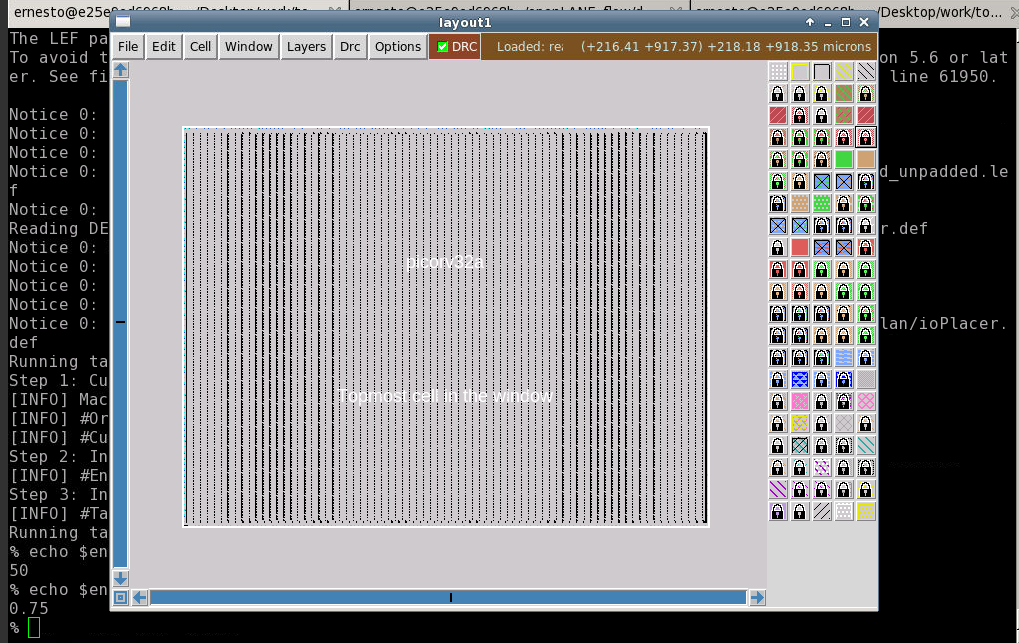 ernesto@e25e0d6968b
/Desktop/work/to...
ernesto@e25e0d6968b
/openLANE_flow/d
/Desktop/work/to...
layout1
File Edit Cell Window Layers Drc Options DRC Loaded: (+216.41 +917.37) +218.18 +918.35 microns
The LEF pa
To avoid t on 5.6 or lat
er. See fi line 61950.
Notice 0:
Notice 0:
Notice 0:
Notice 0: d_unpadded.le
f
Notice 0:
Reading DE r.def
Notice 0:
Notice 0:
Notice 0:
Notice 0:
Notice 0: lan/ioPlacer.
def
Running ta
Step 1: Cu
[INFO] Mac
[INFO] #Or
[INFO] #Cu
Step 2: In
[INFO] #En
Step 3: In
[INFO] #Ta
Running ta
% echo $en
50
% echo $en
0.75
%
picorv32a
Topmost cell in the window